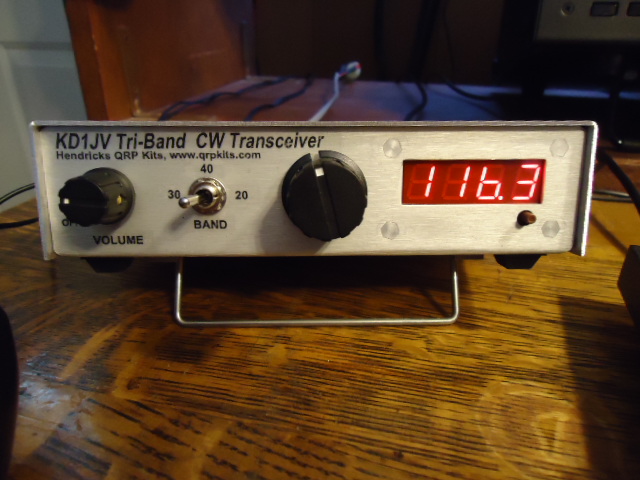 KD1JV Tri-Band CW Transceiver
Hendricks QRP Kits, www.qrpkits.com
40
30 20
VOLUME
BAND
116.3